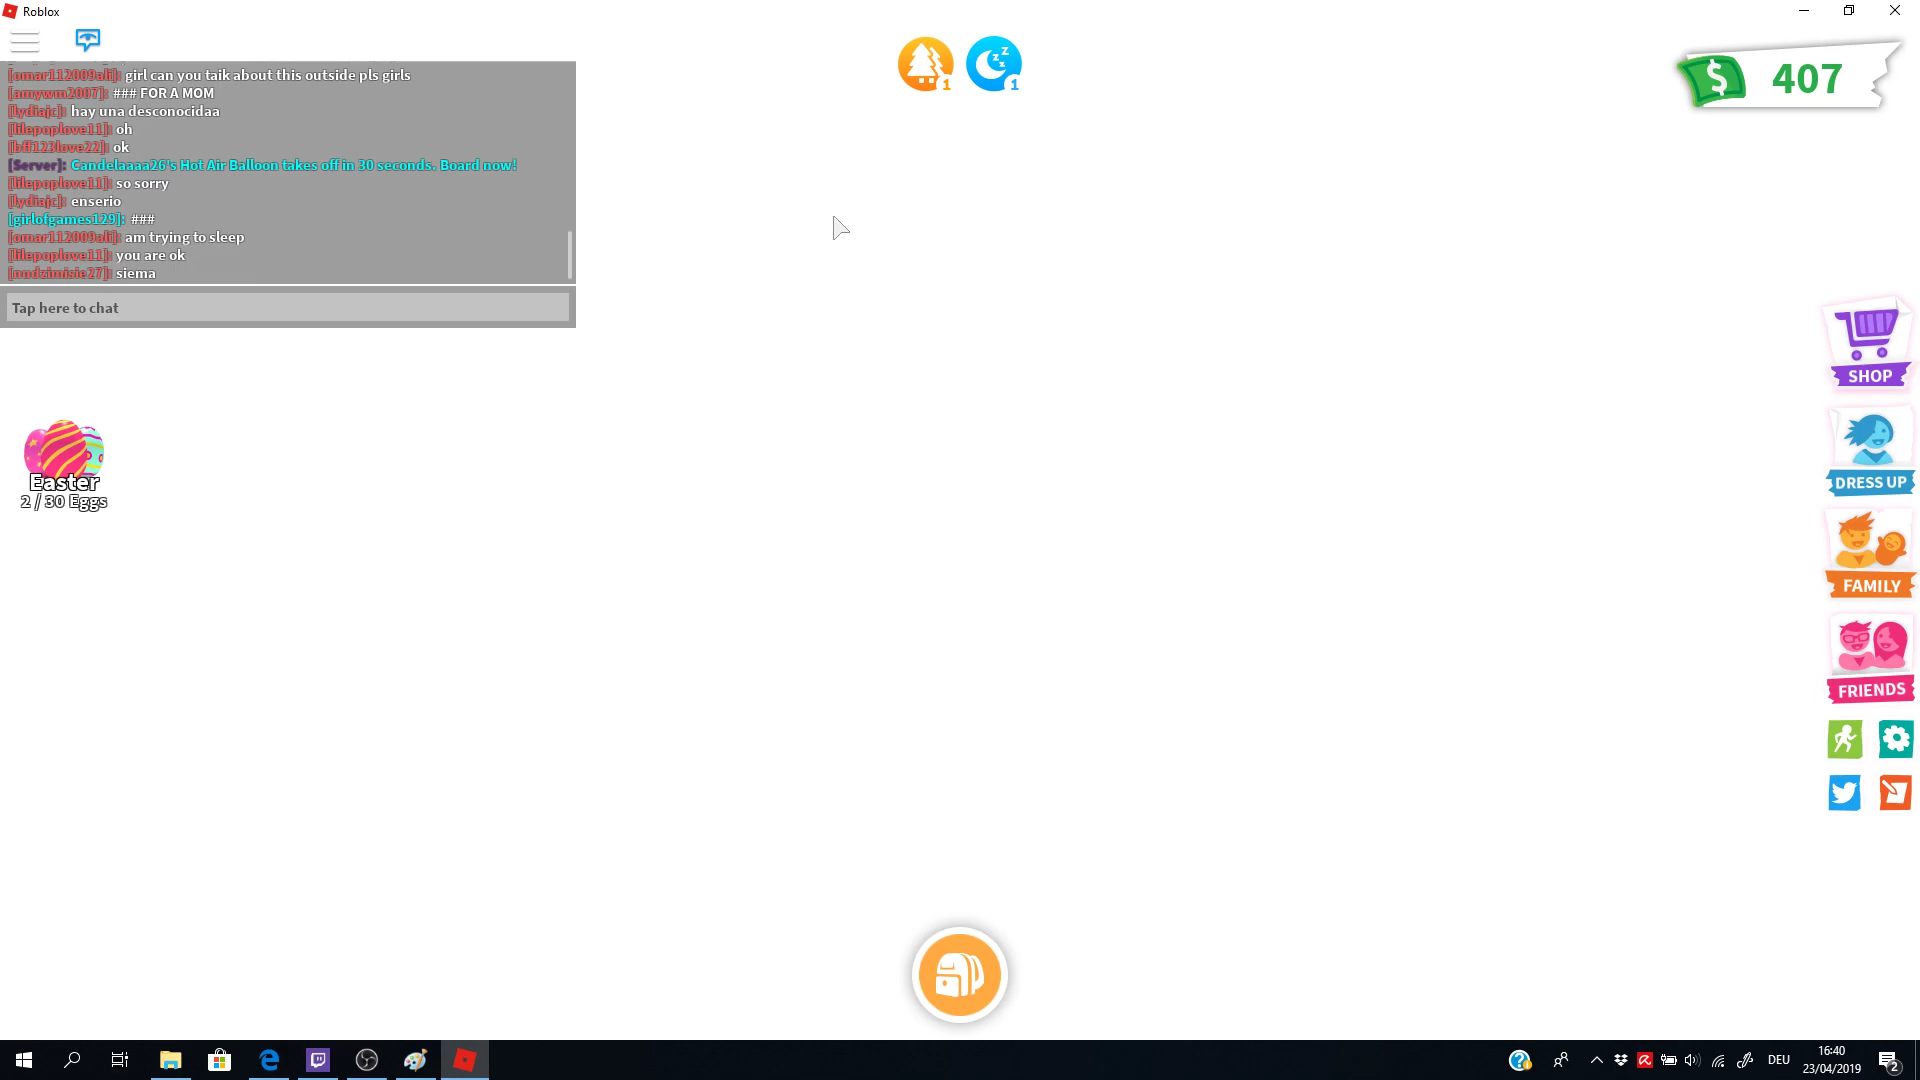 Roblox
[omar112009ali]: girl can you taik about this outside pls girls
[amywm2007]: ### FOR A MOM
[lydiajc]: hay una desconocidaa
[lilepoplove11]: oh
[bff123love22]: ok
[Server]: Candelaaaa26's Hot Air Balloon takes off in 30 seconds. Board now!
[lilepoplove11]: so sorry
[lydiajc]: enserio
[girlofgames129]: ###
[omar112009ali]: am trying to sleep
[lilepoplove11]: you are ok
[nudzimisie27]: siema
Tap here to chat
1
1
407
Easter
2 / 30 Eggs
SHOP
DRESS UP
FAMILY
FRIENDS
DEU
16:40
23/04/2019
2